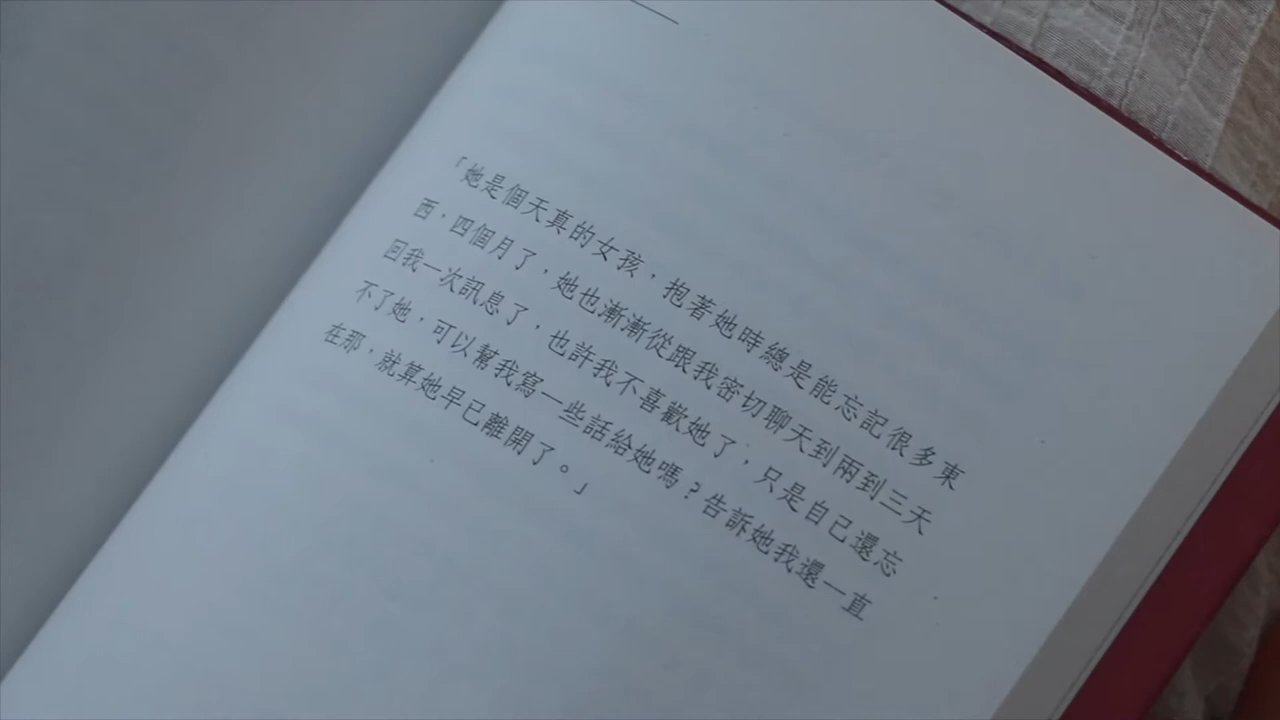 「她是個天真的女孩，抱著她時總是能忘記很多東
西，四個月了，她也漸漸從跟我密切聊天到兩到三天
回我一次訊息了，也許我不喜歡她了，只是自己還忘
不了她，可以幫我寫一些話給她嗎？告訴她我還一直
在那，就算她早已離開了。」